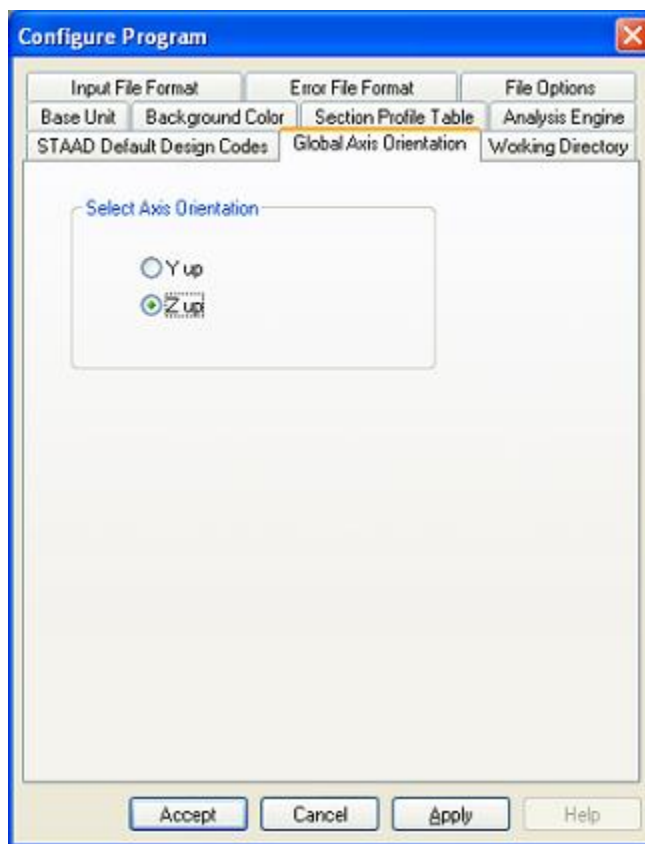 Configure Program
Input File Format Error File Format File Options
Base Unit Background Color Section Profile Table Analysis Engine
STAAD Default Design Codes Global Axis Orientation Working Directory
Select Axis Orientation
Y up
Z up
Accept Cancel Apply Help